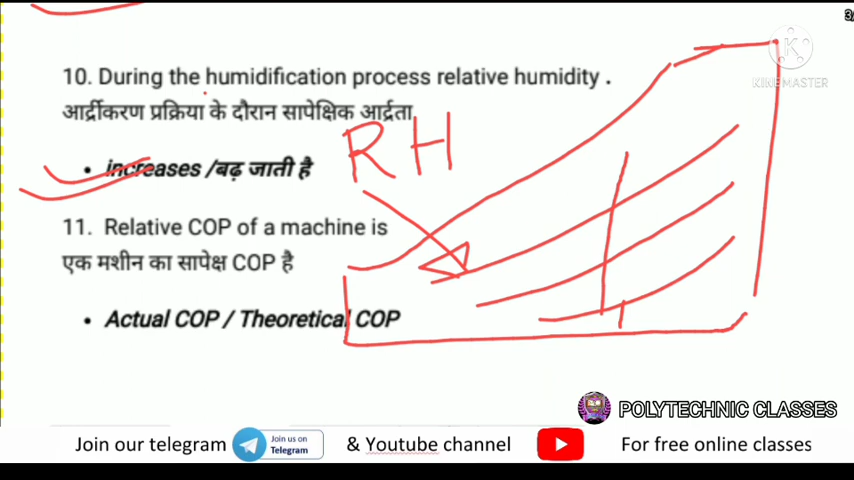 3/
KINEMASTER
10. During the humidification process relative humidity .
आर्द्रीकरण प्रक्रिया के दौरान सापेक्षिक आर्द्रता
RH
• increases /बढ़ जाती है
11. Relative COP of a machine is
एक मशीन का सापेक्ष COP है
• Actual COP / Theoretical COP
POLYTECHNIC CLASSES
Join our telegram Join us on Telegram & Youtube channel For free online classes